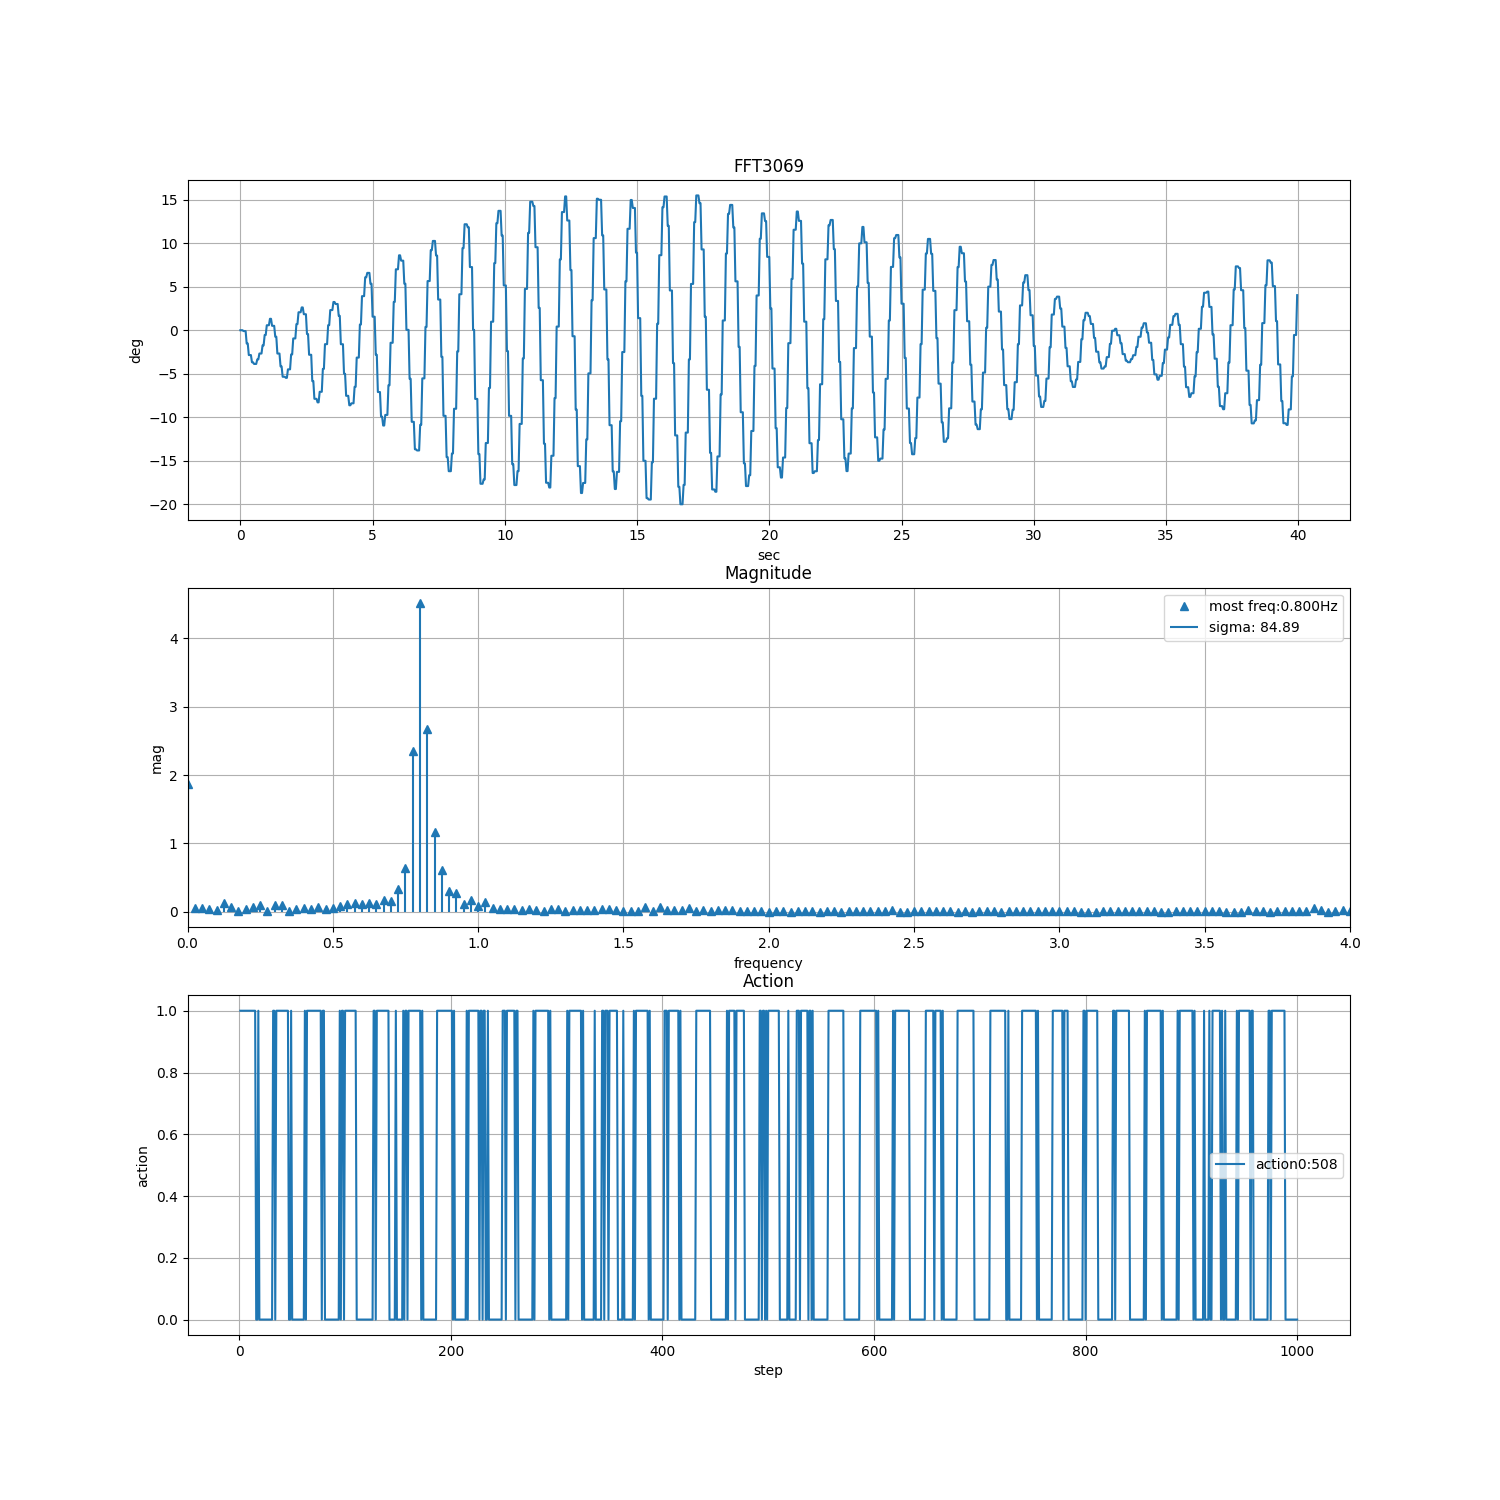 FFT3069
15
10
5
0
−5
−10
−15
−20
deg
0 5 10 15 20 25 30 35 40
sec
Magnitude
4
3
2
1
0
mag
most freq:0.800Hz
sigma: 84.89
0.0 0.5 1.0 1.5 2.0 2.5 3.0 3.5 4.0
frequency
Action
1.0
0.8
0.6
0.4
0.2
0.0
action
action0:508
0 200 400 600 800 1000
step